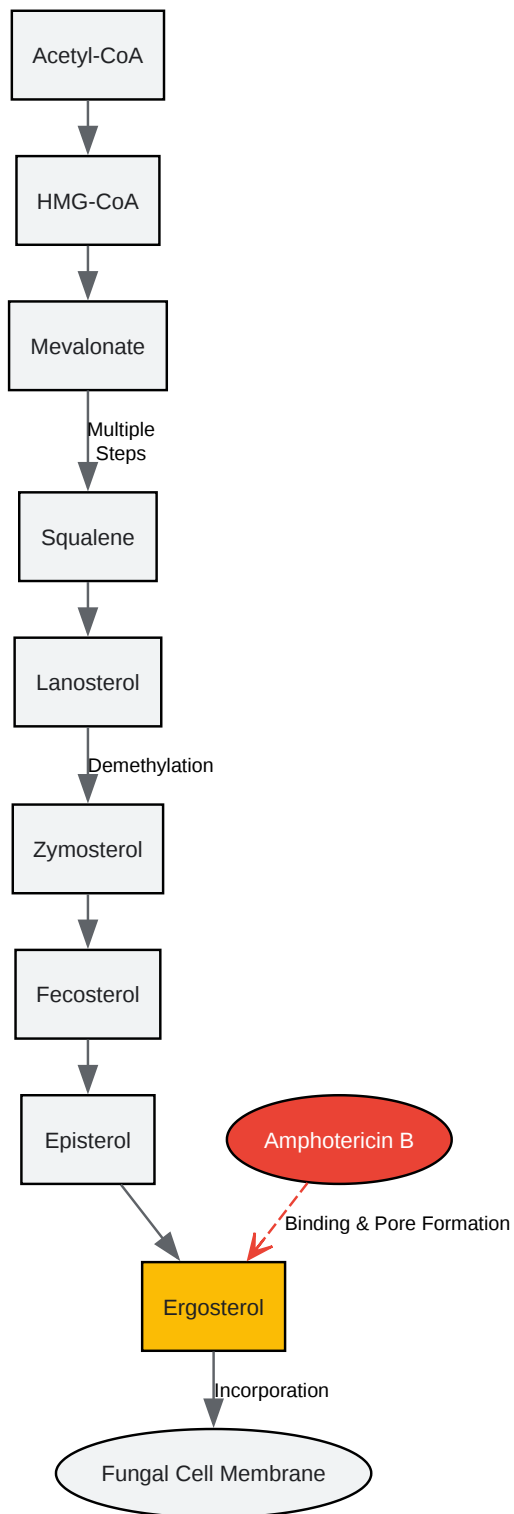 Acetyl-CoA
HMG-CoA
Mevalonate
Multiple
Steps
Squalene
Lanosterol
Demethylation
Zymosterol
Fecosterol
Episterol
Amphotericin B
Binding & Pore Formation
Ergosterol
Incorporation
Fungal Cell Membrane